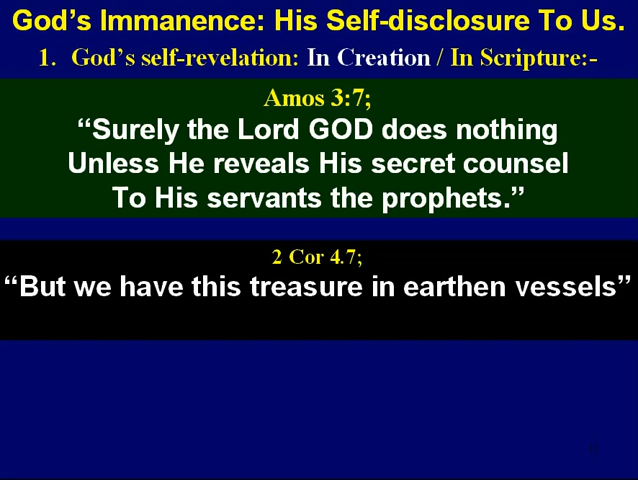 God’s Immanence: His Self-disclosure To Us.
1. God’s self-revelation: In Creation / In Scripture:-
Amos 3:7;
“Surely the Lord GOD does nothing
Unless He reveals His secret counsel
To His servants the prophets.”
2 Cor 4.7;
“But we have this treasure in earthen vessels”